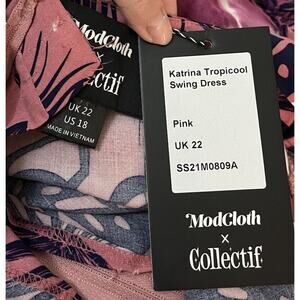 ModCloth
x
Collectif
UK 22
US 18
MADE IN VIETNAM
Katrina Tropicool
Swing Dress
Pink
UK 22
SS21M0809A
ModCloth
x
Collectif